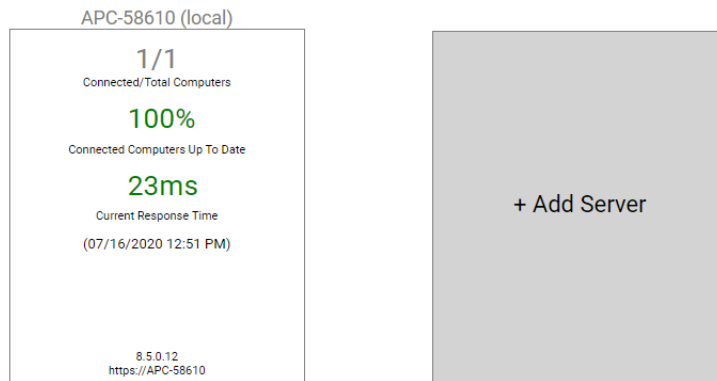 APC-58610 (local)
1/1
Connected/Total Computers
100%
Connected Computers Up To Date
23ms
Current Response Time
(07/16/2020 12:51 PM)
8.5.0.12
https://APC-58610
+ Add Server